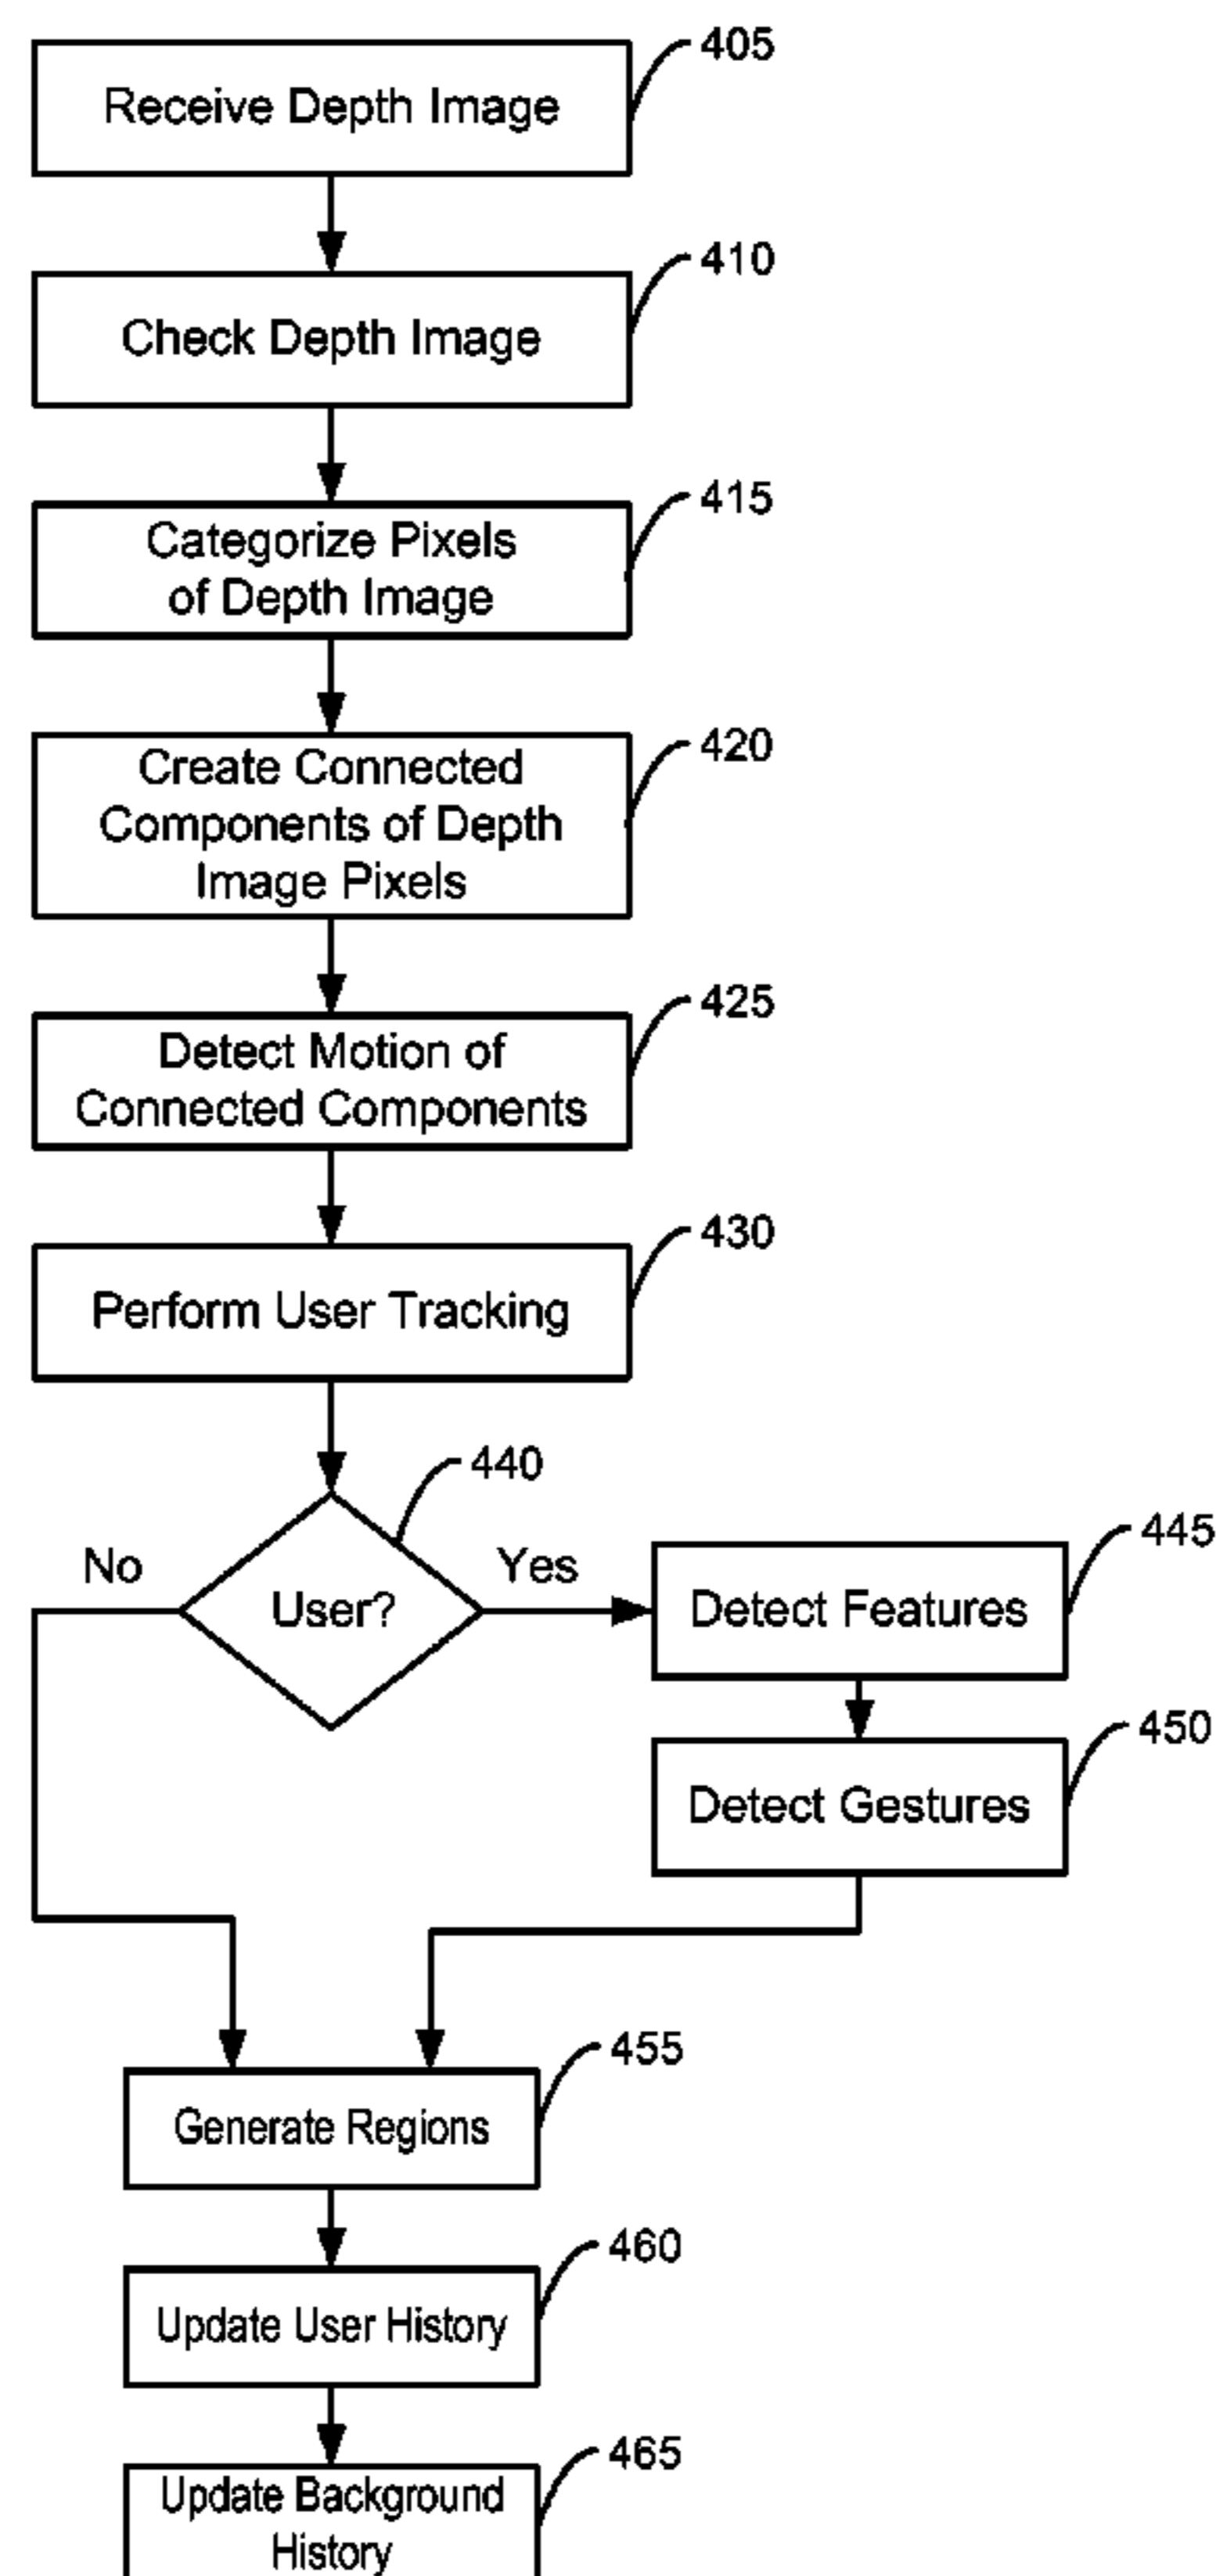 405
Receive Depth Image
410
Check Depth Image
415
Categorize Pixels
of Depth Image
420
Create Connected
Components of Depth
Image Pixels
425
Detect Motion of
Connected Components
430
Perform User Tracking
440
No
User?
Yes
445
Detect Features
450
Detect Gestures
455
Generate Regions
460
Update User History
465
Update Background
History